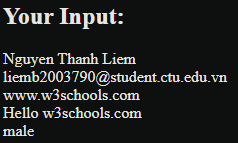 Your Input:
Nguyen Thanh Liem
liemb2003790@student.ctu.edu.vn
www.w3schools.com
Hello w3schools.com
male